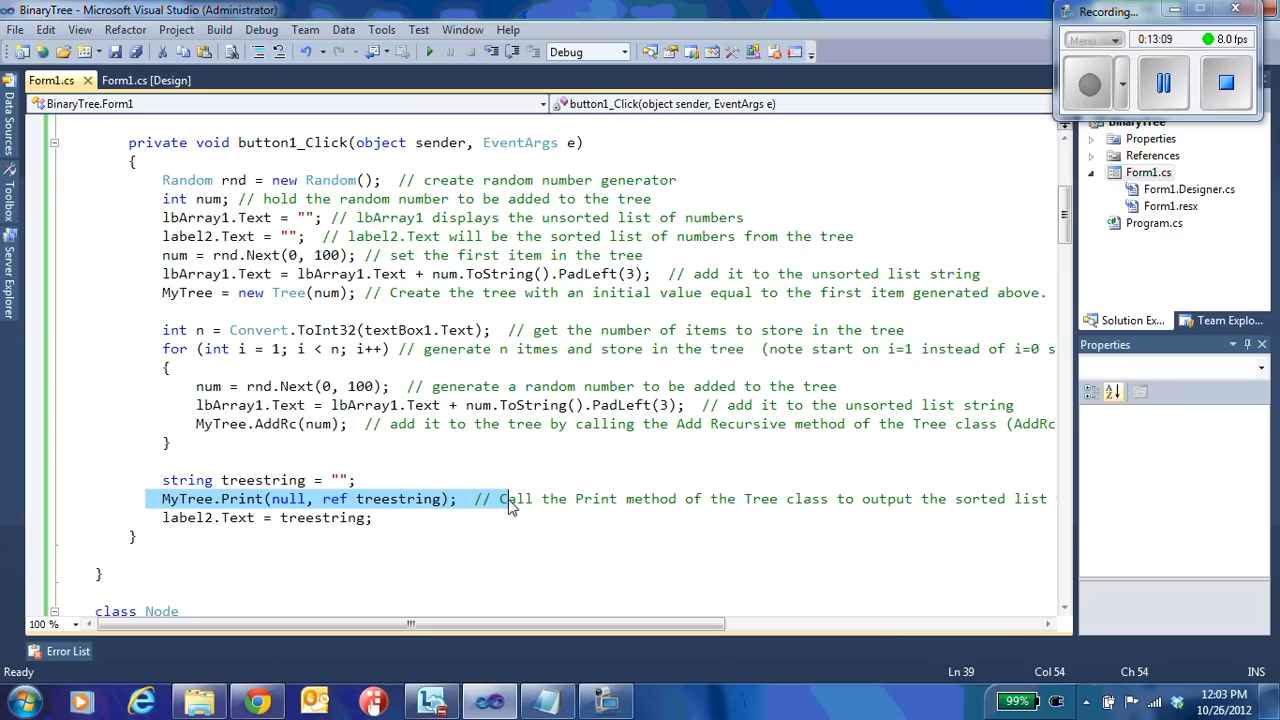 BinaryTree - Microsoft Visual Studio (Administrator)
File Edit View Refactor Project Build Debug Team Data Tools Test Window Help
Debug
Recording...
Menu
0:13:09
8.0 fps
Form1.cs
Form1.cs [Design]
BinaryTree.Form1
button1_Click(object sender, EventArgs e)
Data Sources
Toolbox
Server Explorer
private void button1_Click(object sender, EventArgs e)
{
Random rnd = new Random(); // create random number generator
int num; // hold the random number to be added to the tree
lbArray1.Text = ""; // lbArray1 displays the unsorted list of numbers
label2.Text = ""; // label2.Text will be the sorted list of numbers from the tree
num = rnd.Next(0, 100); // set the first item in the tree
lbArray1.Text = lbArray1.Text + num.ToString().PadLeft(3); // add it to the unsorted list string
MyTree = new Tree(num); // Create the tree with an initial value equal to the first item generated above.
int n = Convert.ToInt32(textBox1.Text); // get the number of items to store in the tree
for (int i = 1; i < n; i++) // generate n itmes and store in the tree (note start on i=1 instead of i=0 s
{
num = rnd.Next(0, 100); // generate a random number to be added to the tree
lbArray1.Text = lbArray1.Text + num.ToString().PadLeft(3); // add it to the unsorted list string
MyTree.AddRc(num); // add it to the tree by calling the Add Recursive method of the Tree class (AddRc
}
string treestring = "";
MyTree.Print(null, ref treestring); // Call the Print method of the Tree class to output the sorted list
label2.Text = treestring;
}
}
class Node
100 %
BinaryTree
Properties
References
Form1.cs
Form1.Designer.cs
Form1.resx
Program.cs
Solution Ex...
Team Explo...
Properties
Error List
Ready
Ln 39
Col 54
Ch 54
INS
99%
12:03 PM
10/26/2012